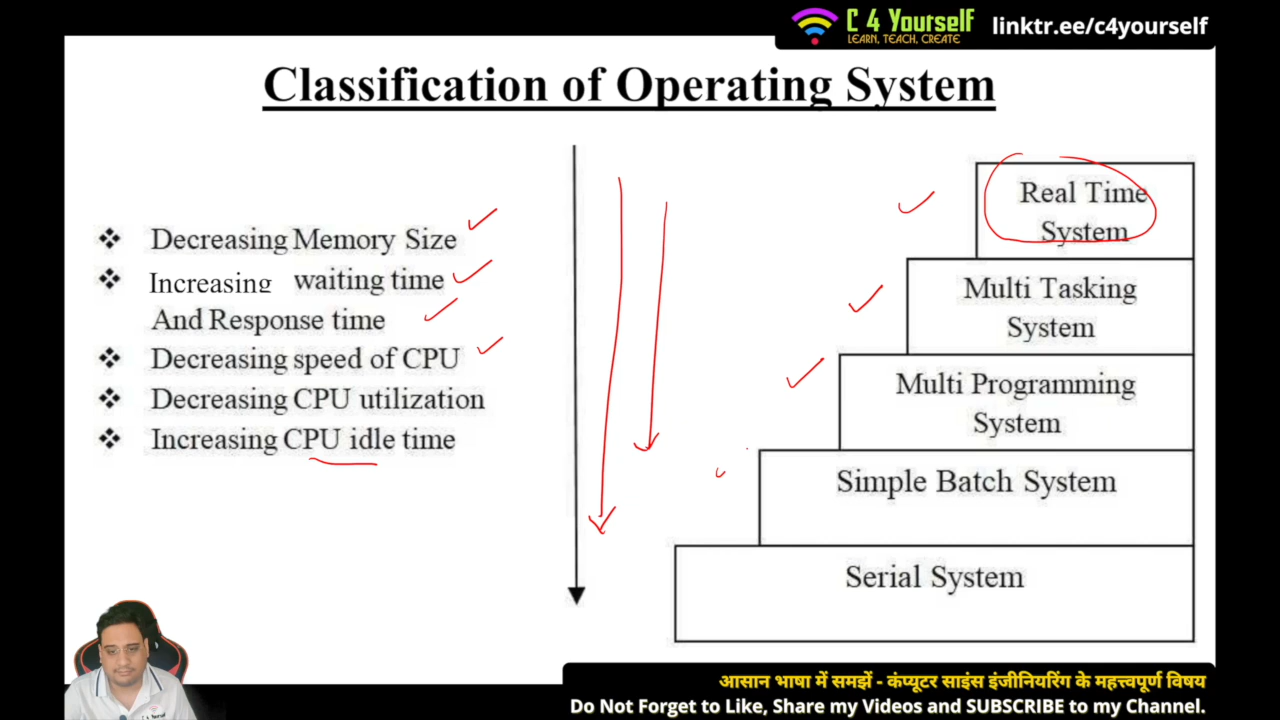 C 4 Yourself
LEARN, TEACH, CREATE
linktr.ee/c4yourself
Classification of Operating System
❖ Decreasing Memory Size
❖ Increasing waiting time
And Response time
❖ Decreasing speed of CPU
❖ Decreasing CPU utilization
❖ Increasing CPU idle time
Real Time
System
Multi Tasking
System
Multi Programming
System
Simple Batch System
Serial System
C 4 Yourself
आसान भाषा में समझें - कंप्यूटर साइंस इंजीनियरिंग के महत्त्वपूर्ण विषय
Do Not Forget to Like, Share my Videos and SUBSCRIBE to my Channel.